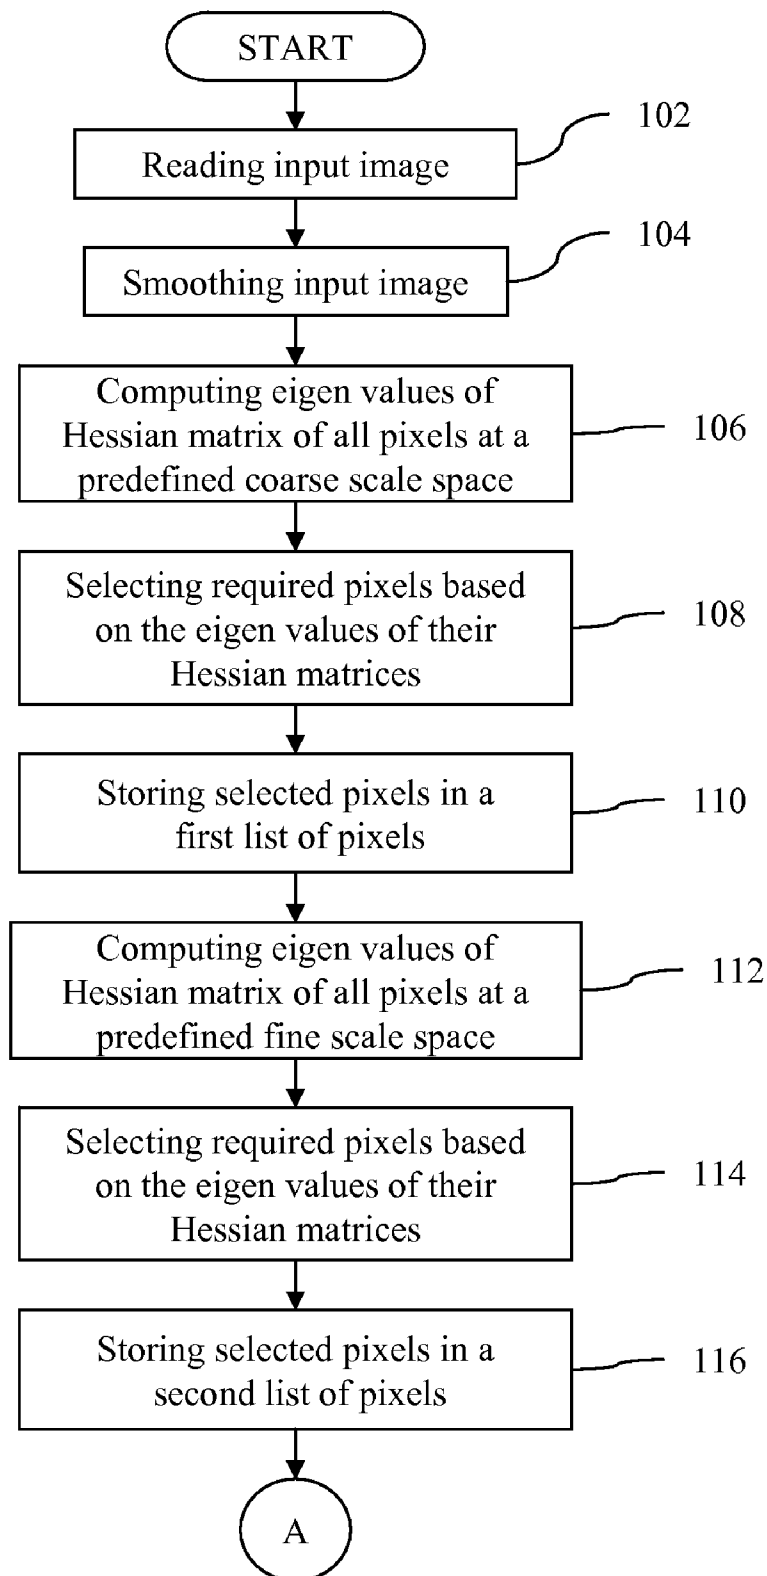 START
102
Reading input image
104
Smoothing input image
Computing eigen values of
Hessian matrix of all pixels at a
predefined coarse scale space
106
Selecting required pixels based
on the eigen values of their
Hessian matrices
108
Storing selected pixels in a
first list of pixels
110
Computing eigen values of
Hessian matrix of all pixels at a
predefined fine scale space
112
Selecting required pixels based
on the eigen values of their
Hessian matrices
114
Storing selected pixels in a
second list of pixels
116
A